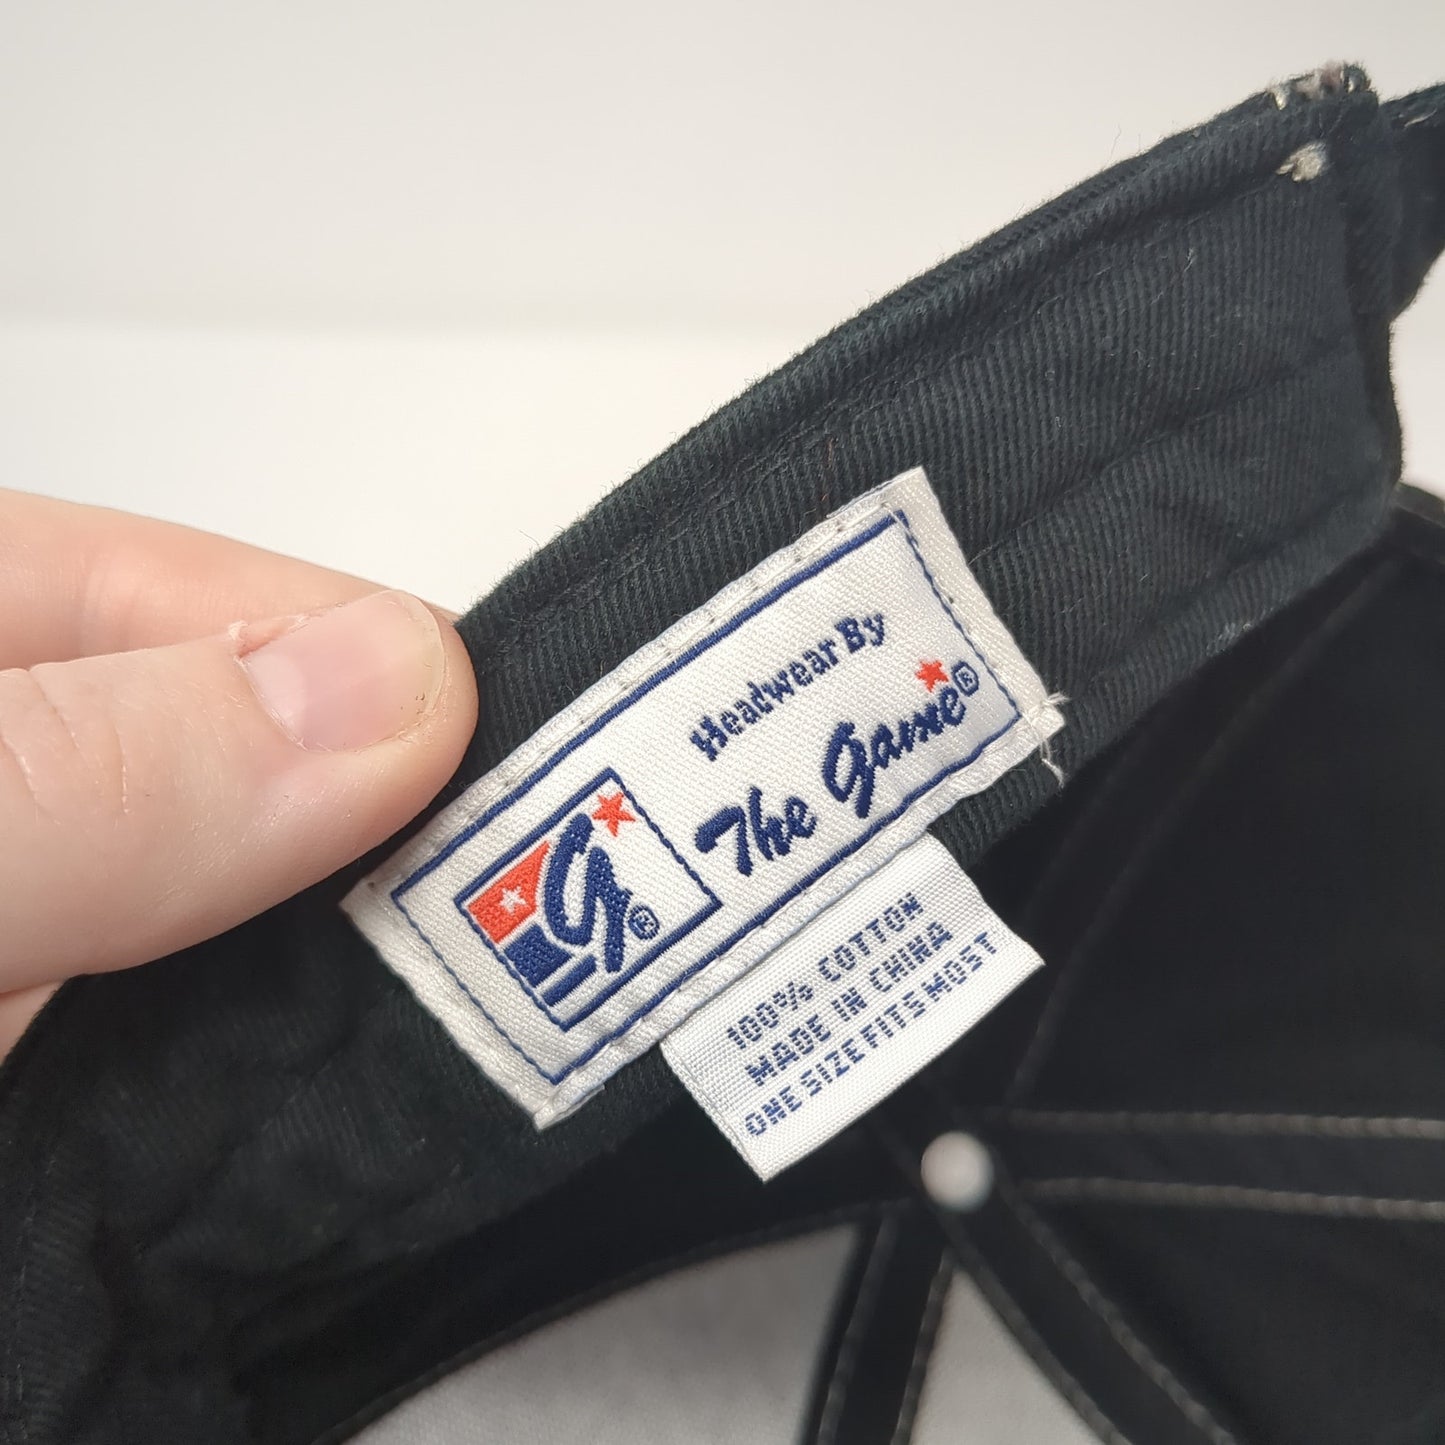 Headwear By
The Game®
G®
100% COTTON
MADE IN CHINA
ONE SIZE FITS MOST